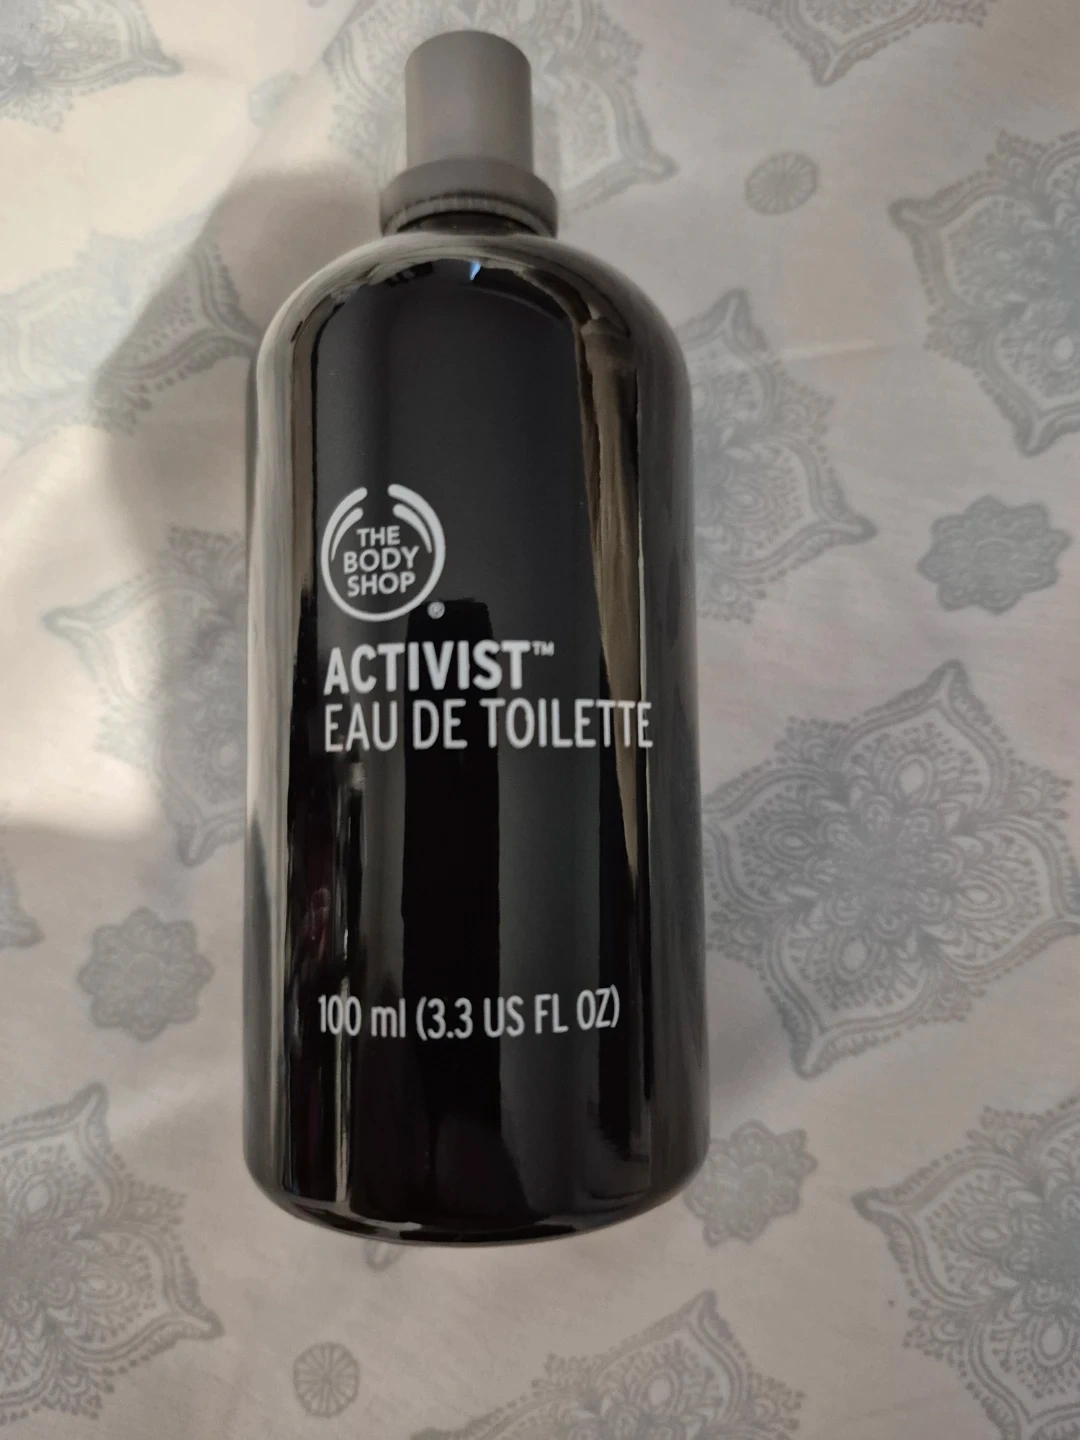 THE
BODY
SHOP
®
ACTIVIST™
EAU DE TOILETTE
100 ml (3.3 US FL OZ)